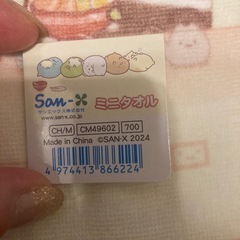 San-X
サンエックス株式会社
www.san-x.co.jp
ミニタオル
CH/M CM49602 700
Made in China ©SAN-X 2024
4 974413 866224